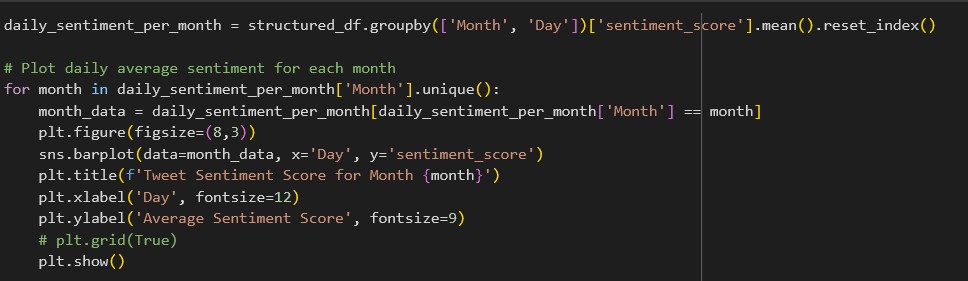 daily_sentiment_per_month = structured_df.groupby(['Month', 'Day'])['sentiment_score'].mean().reset_index()
# Plot daily average sentiment for each month
for month in daily_sentiment_per_month['Month'].unique():
    month_data = daily_sentiment_per_month[daily_sentiment_per_month['Month'] == month]
    plt.figure(figsize=(8,3))
    sns.barplot(data=month_data, x='Day', y='sentiment_score')
    plt.title(f'Tweet Sentiment Score for Month {month}')
    plt.xlabel('Day', fontsize=12)
    plt.ylabel('Average Sentiment Score', fontsize=9)
    # plt.grid(True)
    plt.show()